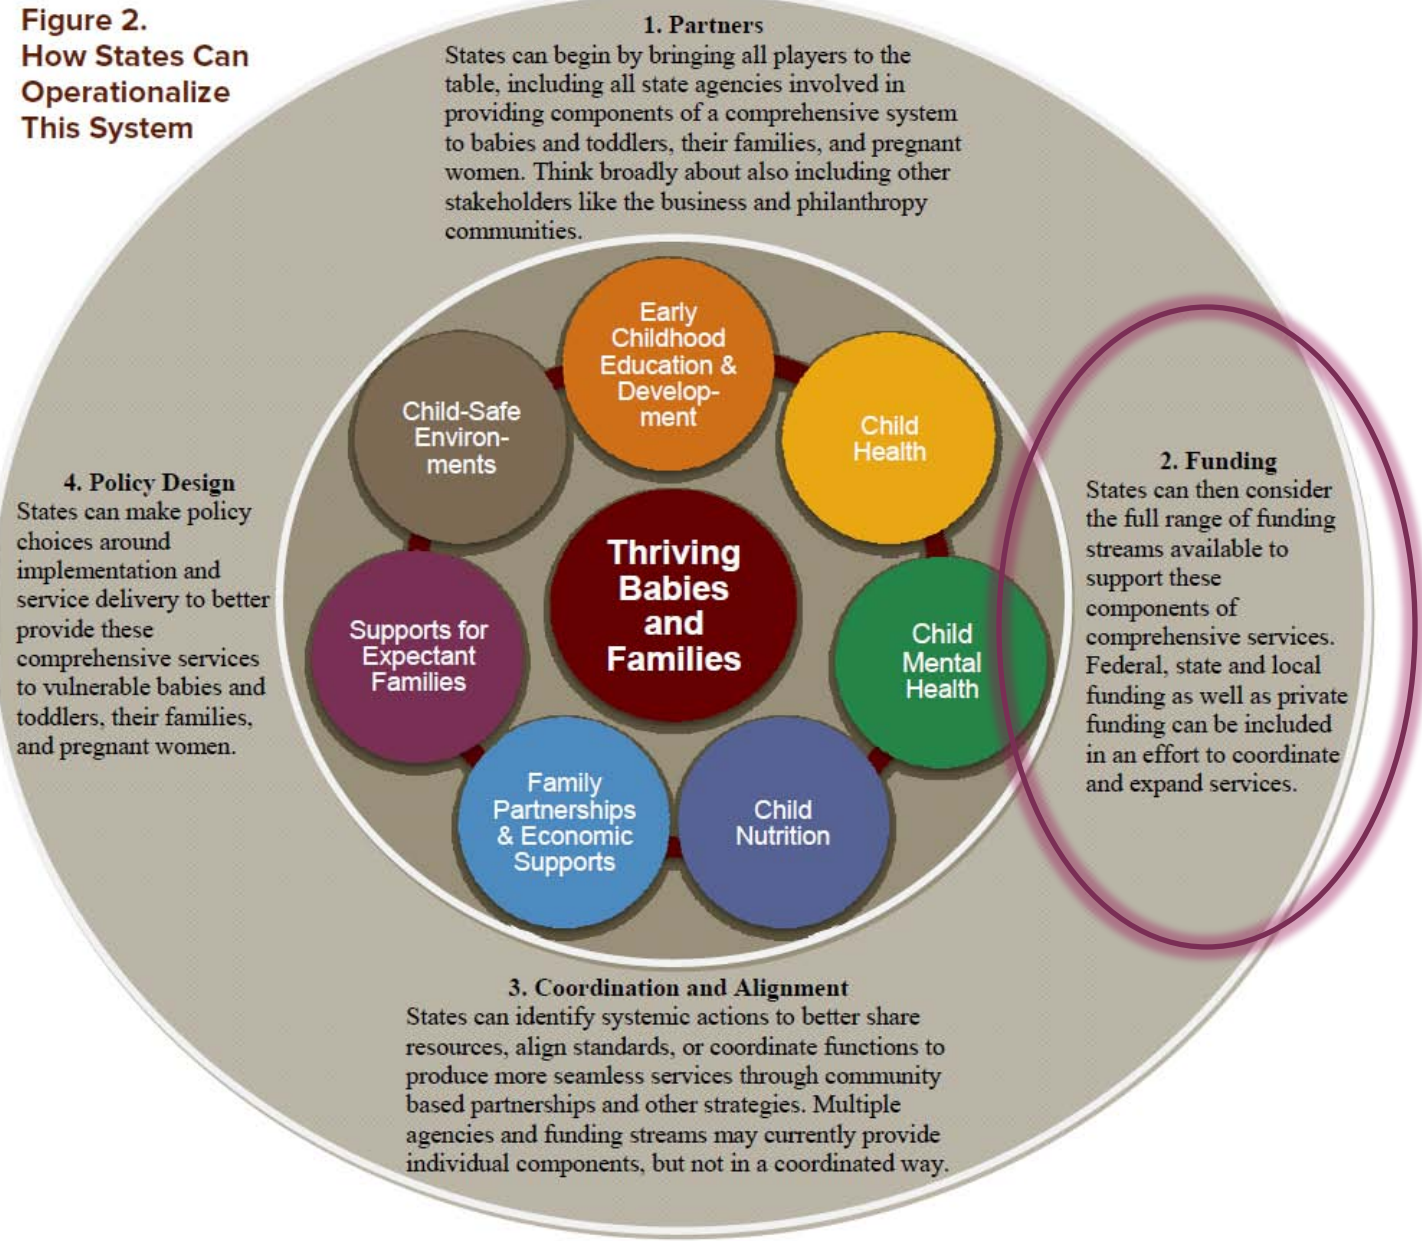 Figure 2.
How States Can
Operationalize
This System
1. Partners
States can begin by bringing all players to the
table, including all state agencies involved in
providing components of a comprehensive system
to babies and toddlers, their families, and pregnant
women. Think broadly about also including other
stakeholders like the business and philanthropy
communities.
Early
Childhood
Education &
Develop-
ment
Child
Health
Child
Mental
Health
Child
Nutrition
Family
Partnerships
& Economic
Supports
Supports for
Expectant
Families
Child-Safe
Environ-
ments
Thriving
Babies
and
Families
2. Funding
States can then consider
the full range of funding
streams available to
support these
components of
comprehensive services.
Federal, state and local
funding as well as private
funding can be included
in an effort to coordinate
and expand services.
3. Coordination and Alignment
States can identify systemic actions to better share
resources, align standards, or coordinate functions to
produce more seamless services through community
based partnerships and other strategies. Multiple
agencies and funding streams may currently provide
individual components, but not in a coordinated way.
4. Policy Design
States can make policy
choices around
implementation and
service delivery to better
provide these
comprehensive services
to vulnerable babies and
toddlers, their families,
and pregnant women.